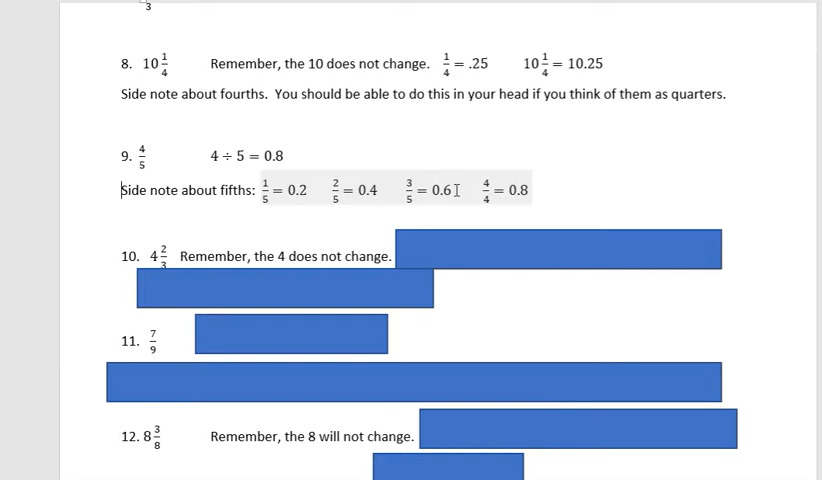 3
8. 10 1/4 Remember, the 10 does not change. 1/4 = .25 10 1/4 = 10.25
Side note about fourths. You should be able to do this in your head if you think of them as quarters.
9. 4/5 4 ÷ 5 = 0.8
Side note about fifths: 1/5 = 0.2 2/5 = 0.4 3/5 = 0.6 4/4 = 0.8
10. 4 2/3 Remember, the 4 does not change.
11. 7/9
12. 8 3/8 Remember, the 8 will not change.